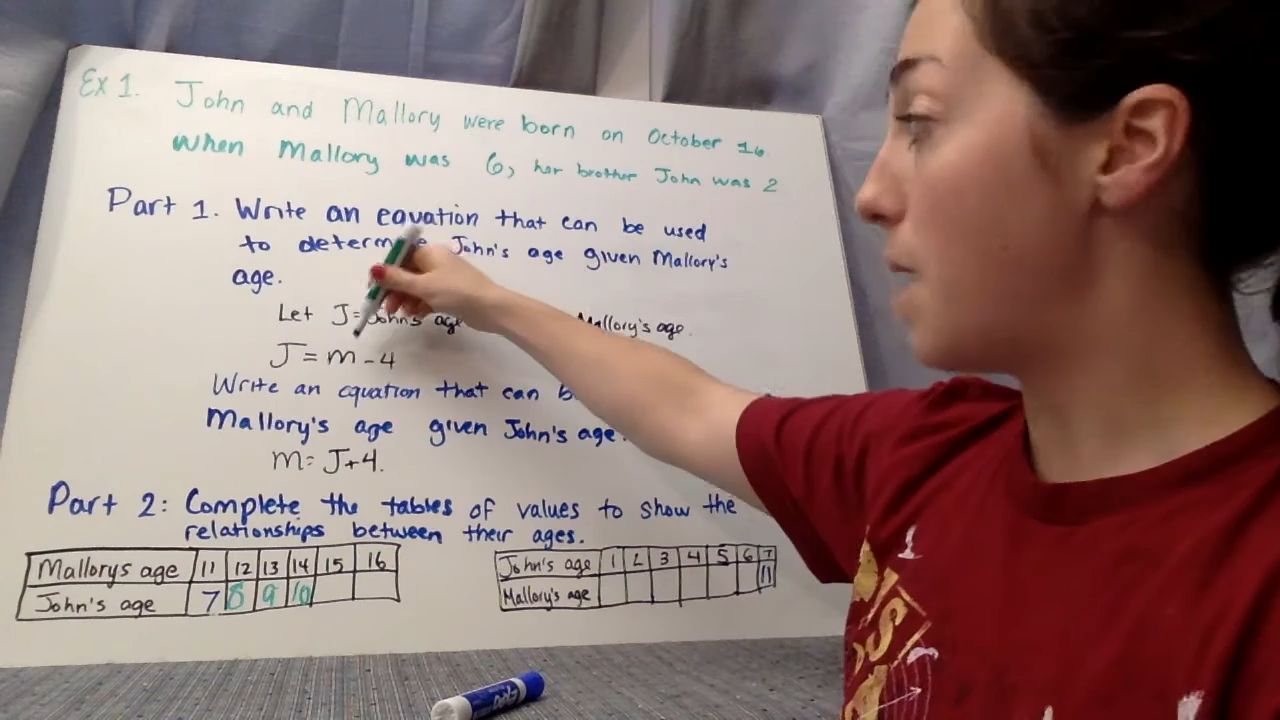 Ex 1. John and Mallory were born on October 16.
When Mallory was 6, her brother John was 2
Part 1. Write an equation that can be used
to determine John's age given Mallory's
age.
Let J = John's age Mallory's age.
J = m - 4
Write an equation that can
Mallory's age given John's age.
m = J + 4.
Part 2: Complete the tables of values to show the
relationships between their ages.
Mallorys age 11 12 13 14 15 16
John's age 7 8 9 10
John's age 1 2 3 4 5 6 7
Mallory's age 11